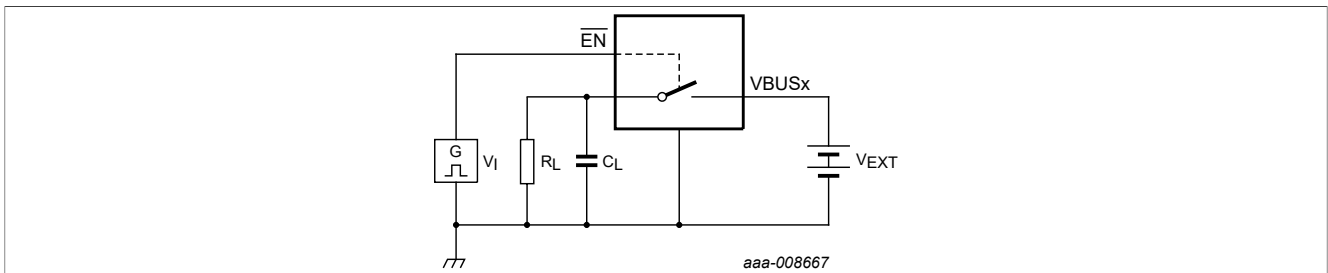 EN
VBUSx
G
VI
RL
CL
VEXT
aaa-008667